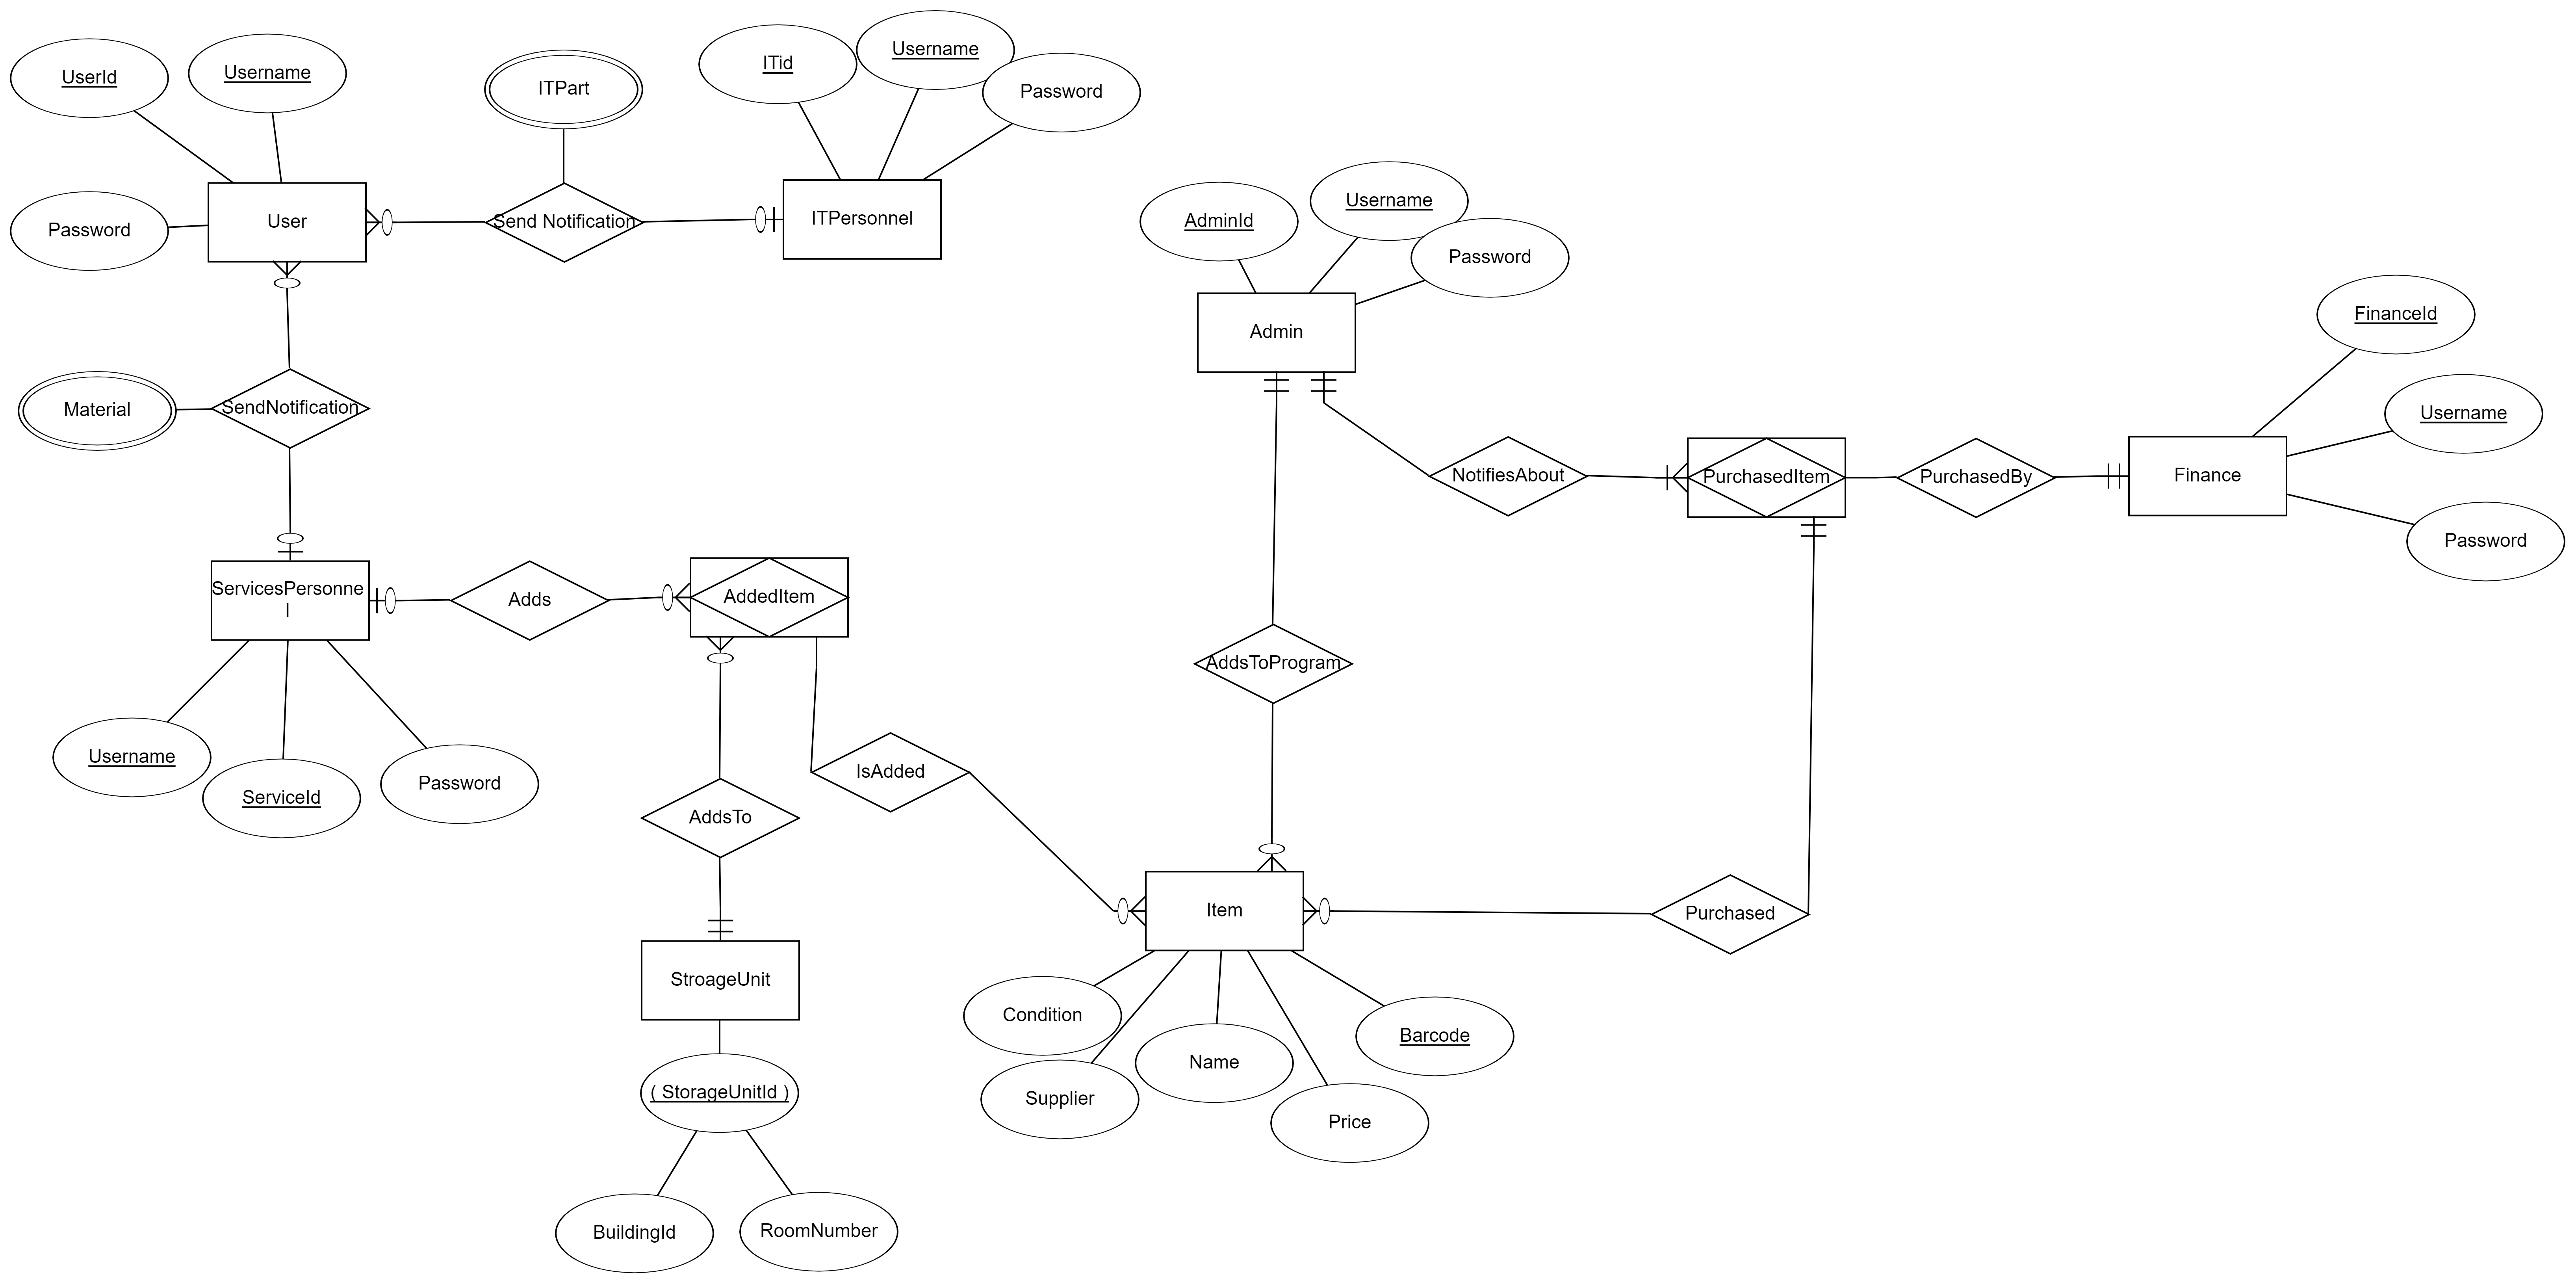 UserId
Username
ITPart
ITid
Username
Password
Password
User
Send Notification
ITPersonnel
AdminId
Username
Password
Admin
FinanceId
Username
Material
SendNotification
NotifiesAbout
PurchasedItem
PurchasedBy
Finance
Password
ServicesPersonne
l
Adds
AddedItem
AddsToProgram
Username
ServiceId
Password
AddsTo
IsAdded
Item
Purchased
StroageUnit
Condition
Supplier
Name
Price
Barcode
( StorageUnitId )
BuildingId
RoomNumber